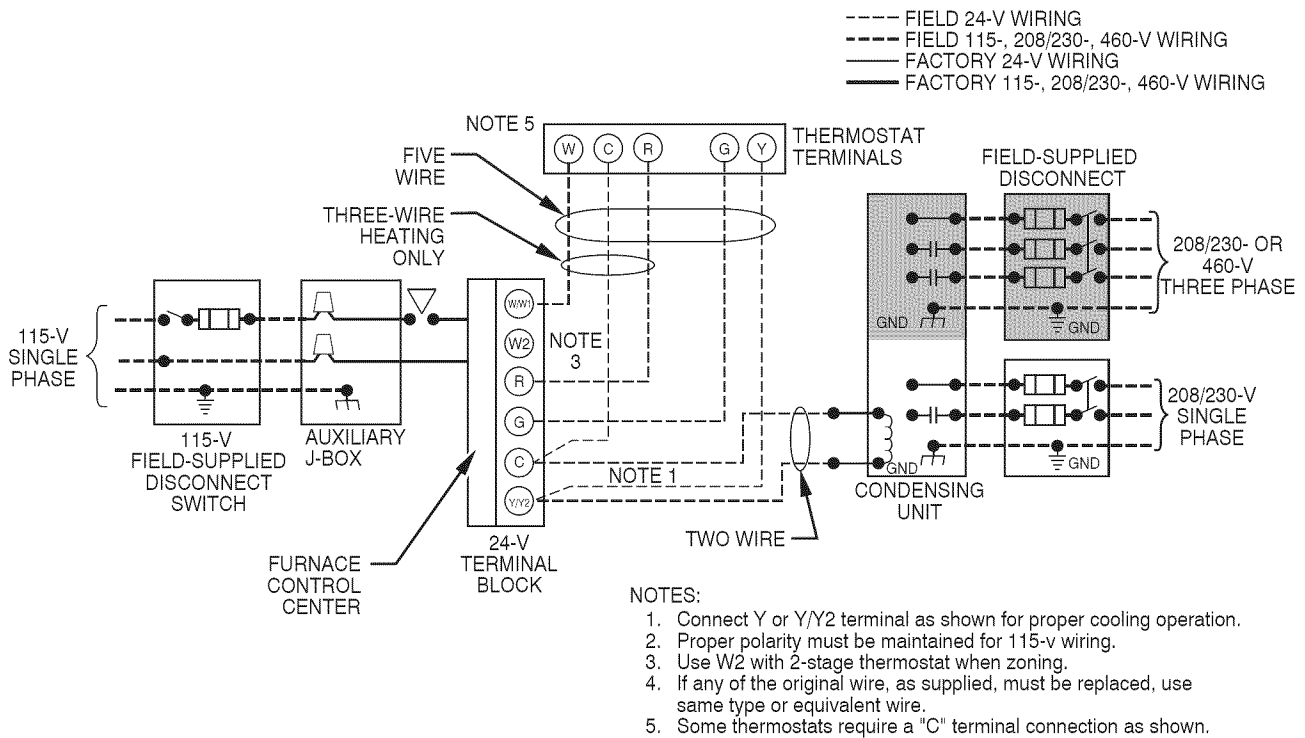 FIELD 24-V WIRING
FIELD 115-, 208/230-, 460-V WIRING
FACTORY 24-V WIRING
FACTORY 115-, 208/230-, 460-V WIRING
NOTE 5
W
C
R
G
Y
THERMOSTAT
TERMINALS
FIVE
WIRE
THREE-WIRE
HEATING
ONLY
FIELD-SUPPLIED
DISCONNECT
208/230- OR
460-V
THREE PHASE
GND
GND
115-V
SINGLE
PHASE
W/W1
W2
R
G
C
Y/Y2
NOTE
3
NOTE 1
208/230-V
SINGLE
PHASE
GND
GND
115-V
FIELD-SUPPLIED
DISCONNECT
SWITCH
AUXILIARY
J-BOX
CONDENSING
UNIT
TWO WIRE
FURNACE
CONTROL
CENTER
24-V
TERMINAL
BLOCK
NOTES:
1. Connect Y or Y/Y2 terminal as shown for proper cooling operation.
2. Proper polarity must be maintained for 115-v wiring.
3. Use W2 with 2-stage thermostat when zoning.
4. If any of the original wire, as supplied, must be replaced, use
same type or equivalent wire.
5. Some thermostats require a "C" terminal connection as shown.